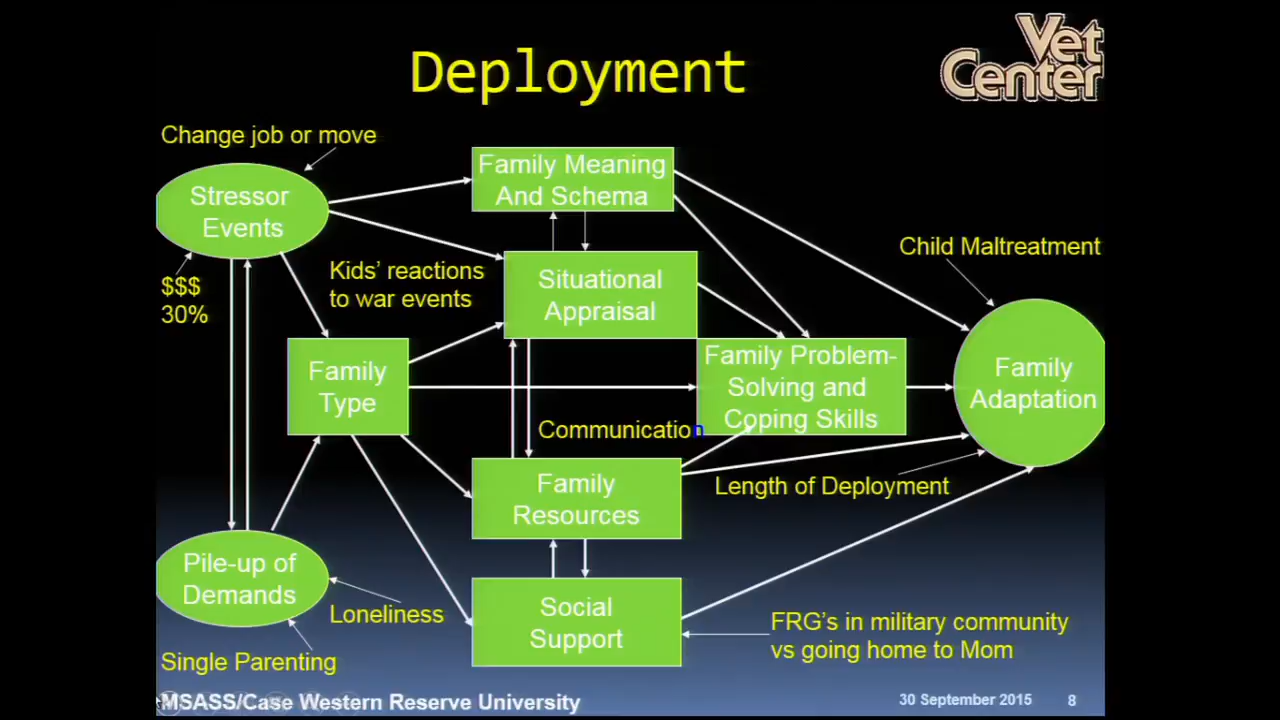 Deployment
Vet
Center
Change job or move
Stressor
Events
Family Meaning
And Schema
Child Maltreatment
$$$
30%
Kids' reactions
to war events
Situational
Appraisal
Family
Type
Family Problem-
Solving and
Coping Skills
Family
Adaptation
Communication
Family
Resources
Length of Deployment
Pile-up of
Demands
Loneliness
Social
Support
FRG's in military community
vs going home to Mom
Single Parenting
MSASS/Case Western Reserve University
30 September 2015
8